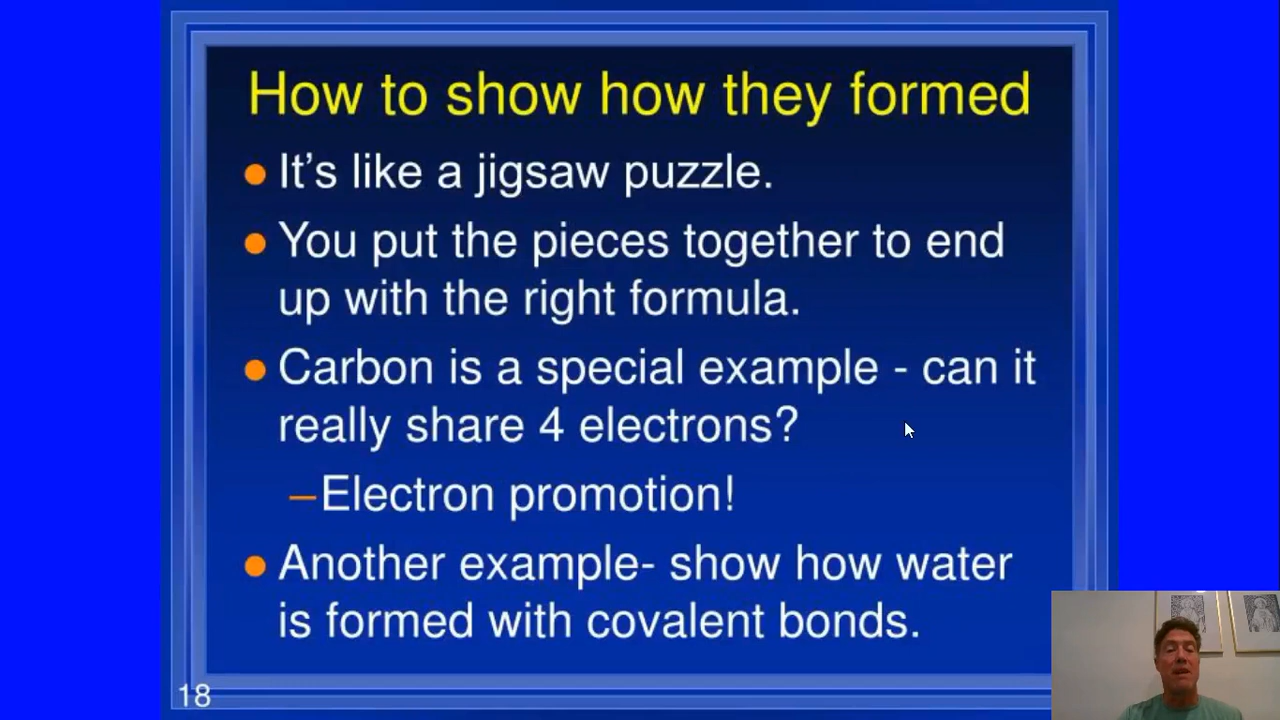 How to show how they formed
It's like a jigsaw puzzle.
You put the pieces together to end
up with the right formula.
Carbon is a special example - can it
really share 4 electrons?
–Electron promotion!
Another example- show how water
is formed with covalent bonds.
18